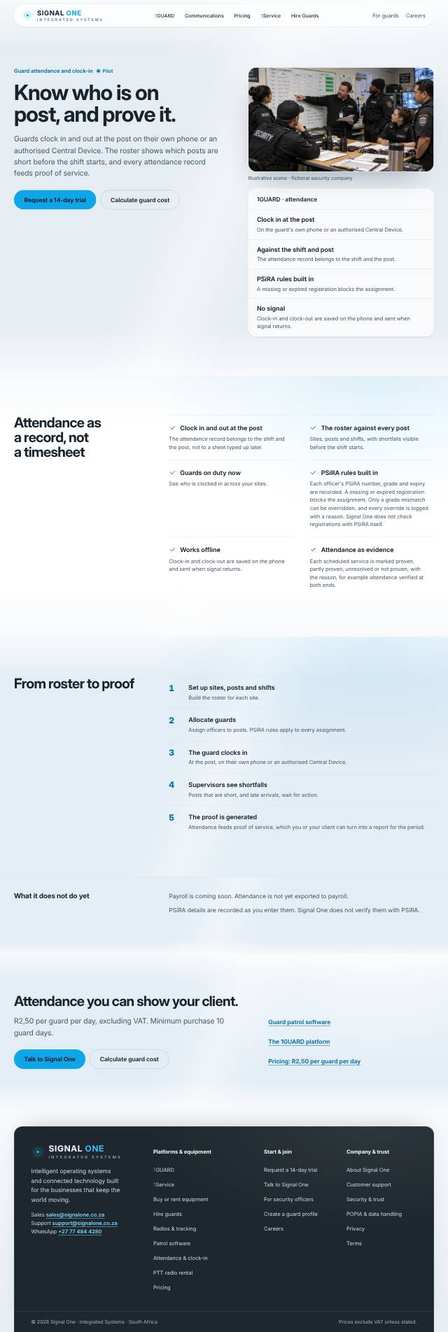 SIGNAL ONE
INTEGRATED SYSTEMS
1GUARD Communications Pricing 1Service Hire Guards
For guards Careers
Guard attendance and clock-in Pilot
Know who is on
post, and prove it.
Guards clock in and out at the post on their own phone or an
authorised Central Device. The roster shows which posts are
short before the shift starts, and every attendance record
feeds proof of service.
Request a 14-day trial
Calculate guard cost
SECURITY
Illustrative scene · fictional security company
1GUARD · attendance
Clock in at the post
On the guard's own phone or an authorised Central Device.
Against the shift and post
The attendance record belongs to the shift and the post.
PSiRA rules built in
A missing or expired registration blocks the assignment.
No signal
Clock-in and clock-out are saved on the phone and sent when
signal returns.
Attendance as
a record, not
a timesheet
Clock in and out at the post
The attendance record belongs to the shift and
the post, not to a sheet typed up later.
The roster against every post
Sites, posts and shifts, with shortfalls visible
before the shift starts.
Guards on duty now
See who is clocked in across your sites.
PSiRA rules built in
Each officer's PSiRA number, grade and expiry
are recorded. A missing or expired registration
blocks the assignment. Only a grade mismatch
can be overridden, and every override is logged
with a reason. Signal One does not check
registrations with PSiRA itself.
Works offline
Clock-in and clock-out are saved on the phone
and sent when signal returns.
Attendance as evidence
Each scheduled service is marked proven,
partly proven, unresolved or not proven, with
the reason, for example attendance verified at
both ends.
From roster to proof
1 Set up sites, posts and shifts
Build the roster for each site.
2 Allocate guards
Assign officers to posts. PSiRA rules apply to every assignment.
3 The guard clocks in
At the post, on their own phone or an authorised Central Device.
4 Supervisors see shortfalls
Posts that are short, and late arrivals, wait for action.
5 The proof is generated
Attendance feeds proof of service, which you or your client can turn into a report for the period.
What it does not do yet
Payroll is coming soon. Attendance is not yet exported to payroll.
PSiRA details are recorded as you enter them. Signal One does not verify them with PSiRA.
Attendance you can show your client.
R2,50 per guard per day, excluding VAT. Minimum purchase 10
guard days.
Talk to Signal One
Calculate guard cost
Guard patrol software
The 1GUARD platform
Pricing: R2,50 per guard per day
SIGNAL ONE
INTEGRATED SYSTEMS
Intelligent operating systems
and connected technology built
for the businesses that keep the
world moving.
Sales sales@signalone.co.za
Support support@signalone.co.za
WhatsApp +27 77 484 4280
Platforms & equipment
1GUARD
1Service
Buy or rent equipment
Hire guards
Radios & tracking
Patrol software
Attendance & clock-in
PTT radio rental
Pricing
Start & join
Request a 14-day trial
Talk to Signal One
For security officers
Create a guard profile
Careers
Company & trust
About Signal One
Customer support
Security & trust
POPIA & data handling
Privacy
Terms
© 2026 Signal One · Integrated Systems · South Africa
Prices exclude VAT unless stated.